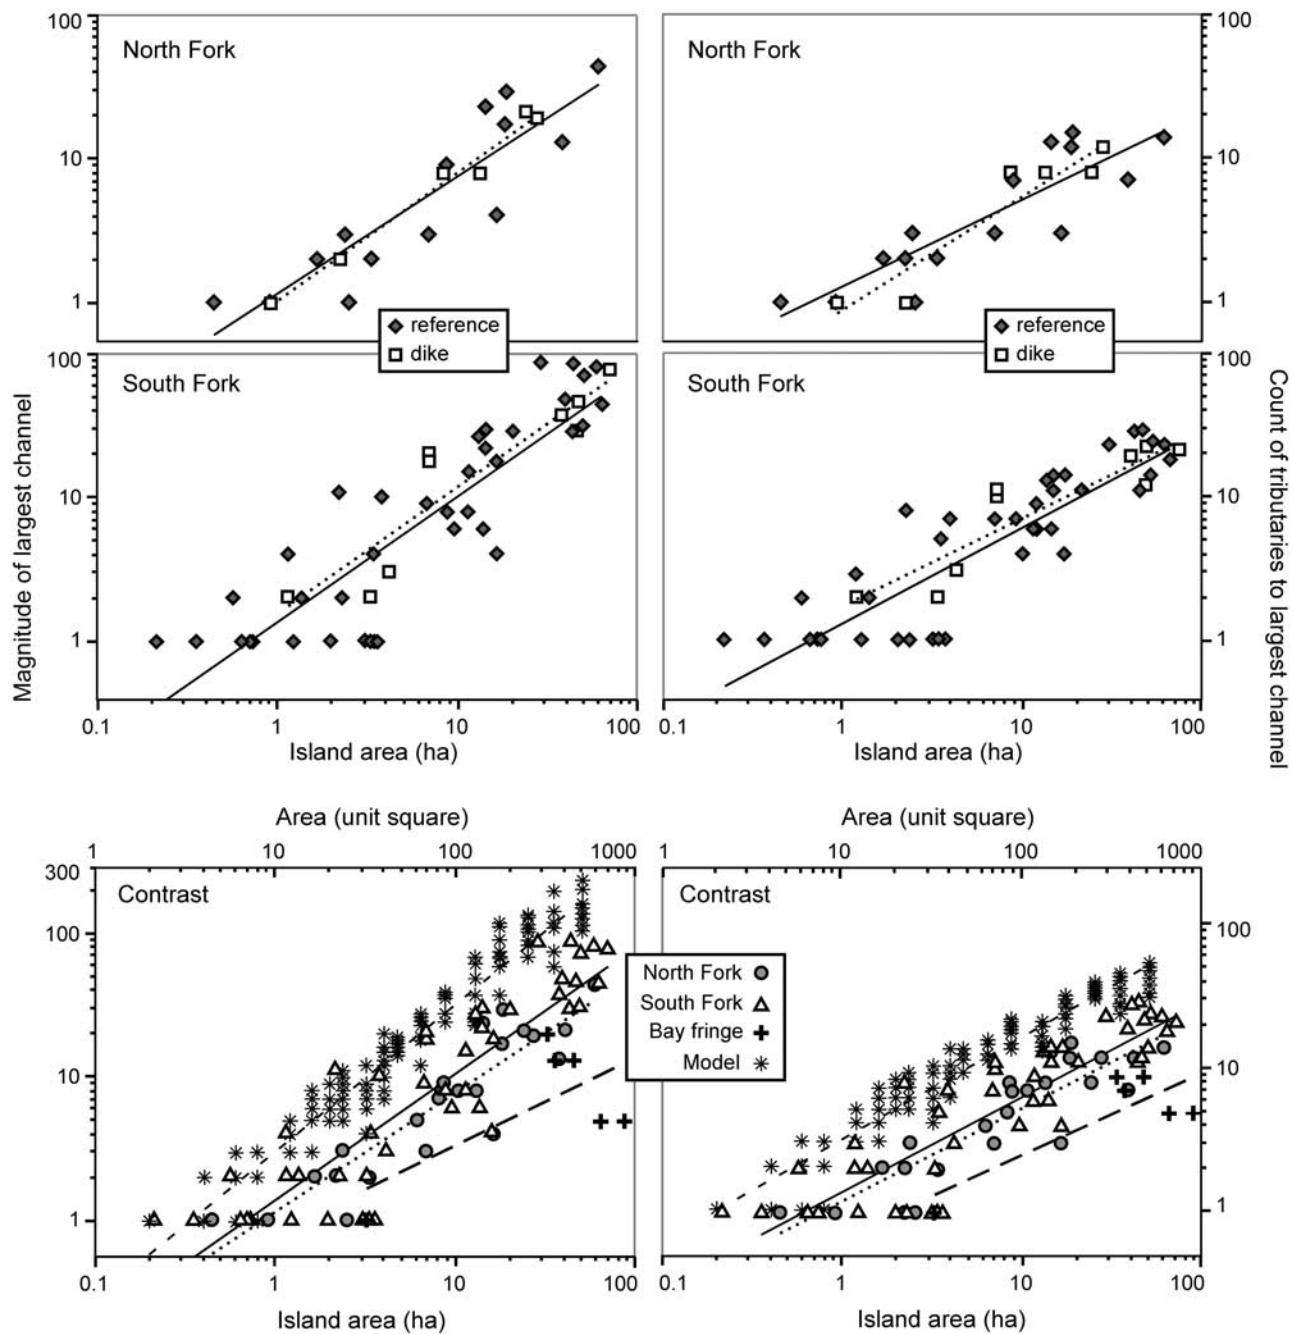 100
10
1
North Fork
100
10
1
North Fork
reference
dike
reference
dike
100
10
1
South Fork
100
10
1
South Fork
Magnitude of largest channel
Count of tributaries to largest channel
0.1 1 10 100
Island area (ha)
0.1 1 10 100
Island area (ha)
Area (unit square)
1 10 100 1000
Area (unit square)
1 10 100 1000
300
100
10
1
Contrast
100
10
1
Contrast
North Fork
South Fork
Bay fringe
Model
0.1 1 10 100
Island area (ha)
0.1 1 10 100
Island area (ha)